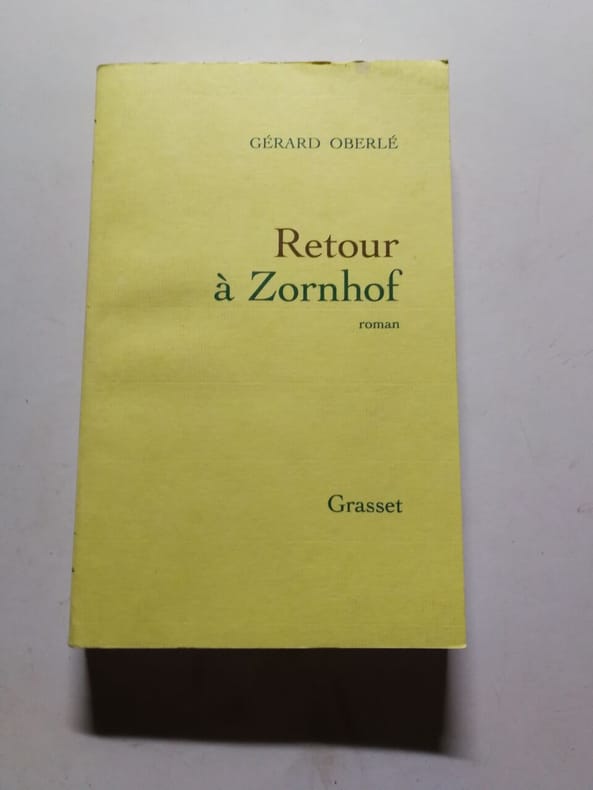 GÉRARD OBERLÉ
Retour
à Zornhof
roman
Grasset